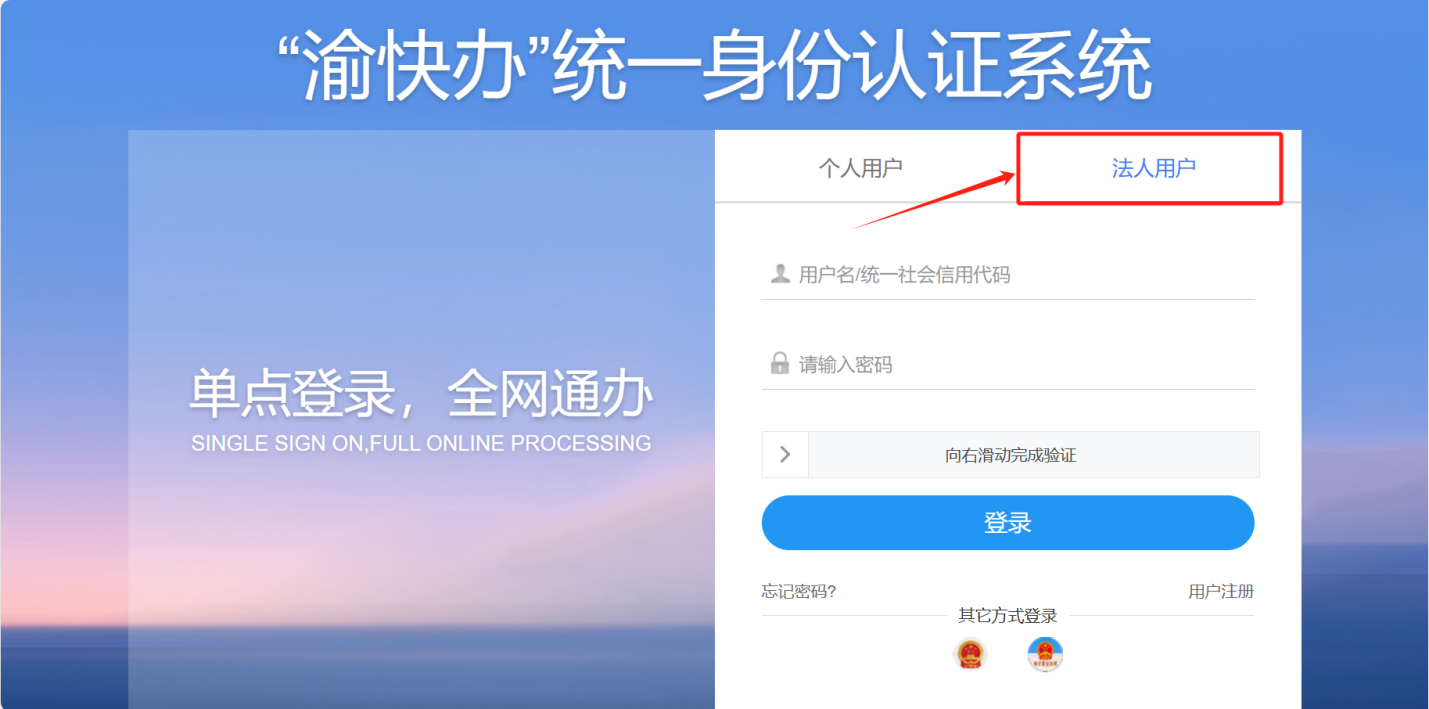 “渝快办”统一身份认证系统
个人用户
法人用户
用户名/统一社会信用代码
请输入密码
单点登录，全网通办
SINGLE SIGN ON,FULL ONLINE PROCESSING
向右滑动完成验证
登录
忘记密码?
用户注册
其它方式登录